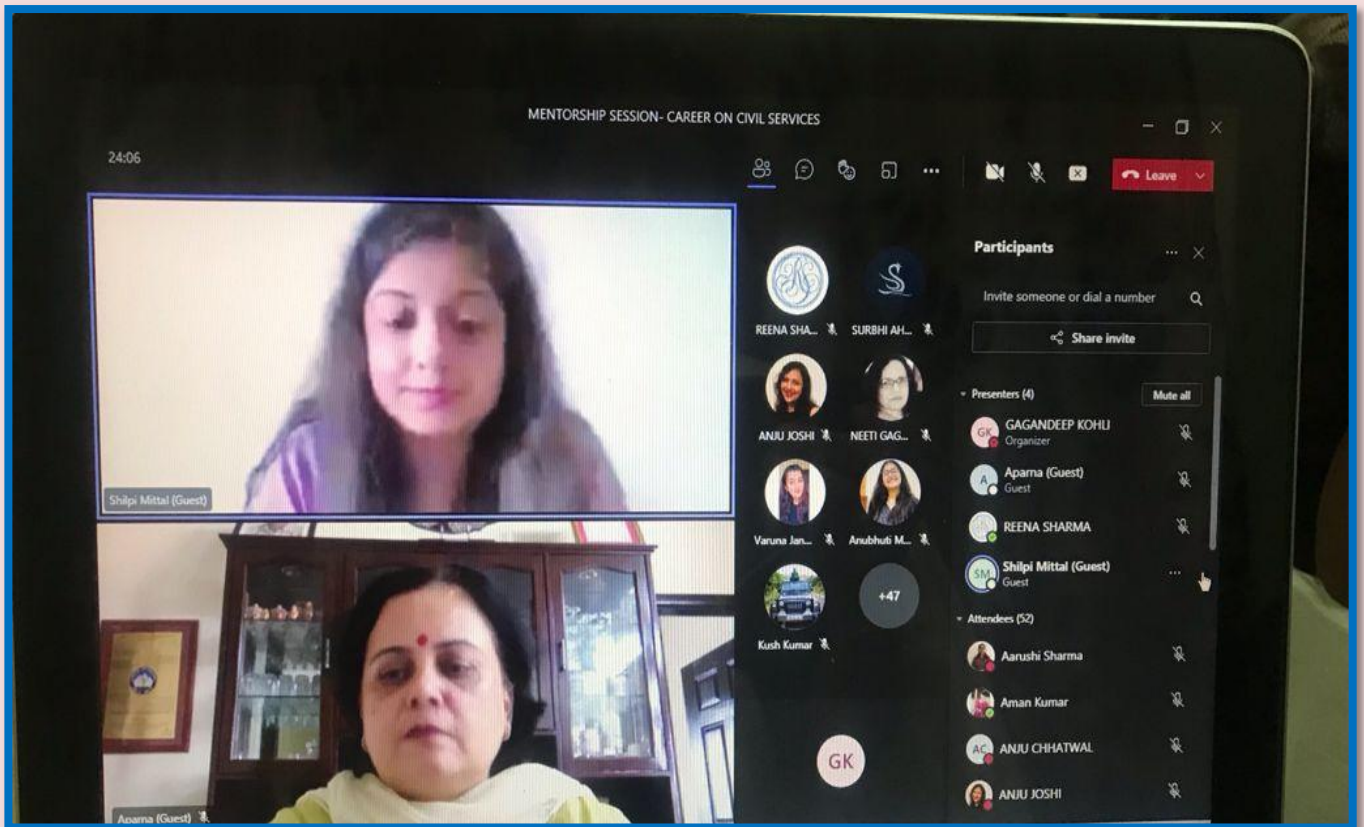 MENTORSHIP SESSION- CAREER ON CIVIL SERVICES
24:06
Leave
Shilpi Mittal (Guest)
Aparna (Guest)
REENA SHA...
SURBHI AH...
ANJU JOSHI
NEETI GAG...
Varuna Jan...
Anubhuti M...
Kush Kumar
+47
GK
Participants
Invite someone or dial a number
Share invite
Presenters (4)
Mute all
GK
GAGANDEEP KOHLI
Organizer
A
Aparna (Guest)
Guest
REENA SHARMA
SM
Shilpi Mittal (Guest)
Guest
Attendees (52)
Aarushi Sharma
Aman Kumar
AC
ANJU CHHATWAL
ANJU JOSHI